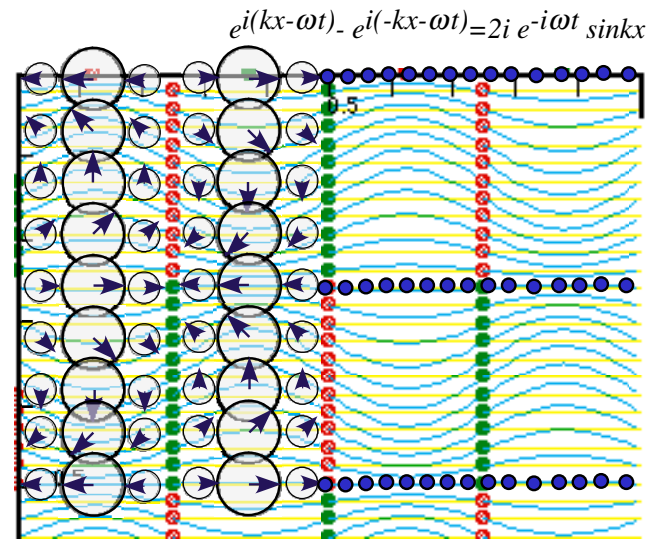 e^{i(kx-ωt)} - e^{i(-kx-ωt)}=2i e^{-iωt} sinkx
0.5